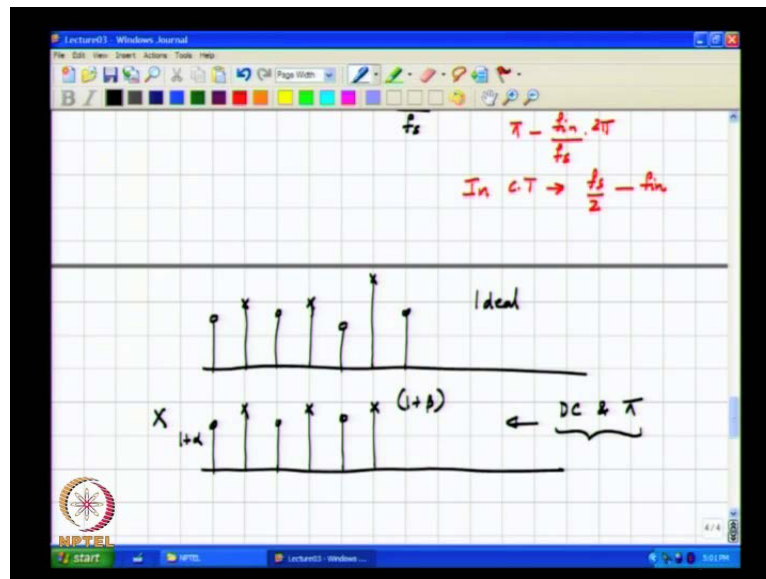 Lecture03 - Windows Journal
File Edit View Insert Actions Tools Help
Page Width
B I
fs
π - fin/fs . 2π
In C.T → fs/2 - fin
Ideal
X 1+α (1+β) ← DC & π
4/4
NPTEL
start NPTEL Lecture03 - Windows ... 5:01 PM